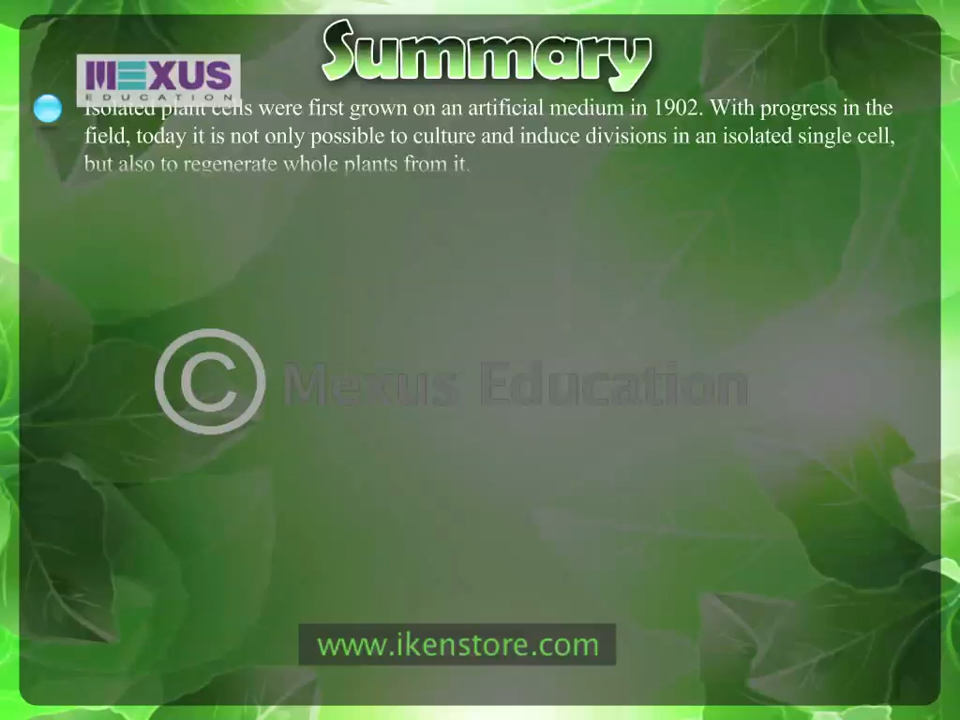 Summary
MEXUS
EDUCATION
Isolated plant cells were first grown on an artificial medium in 1902. With progress in the
field, today it is not only possible to culture and induce divisions in an isolated single cell,
but also to regenerate whole plants from it.
© Mexus Education
www.ikenstore.com